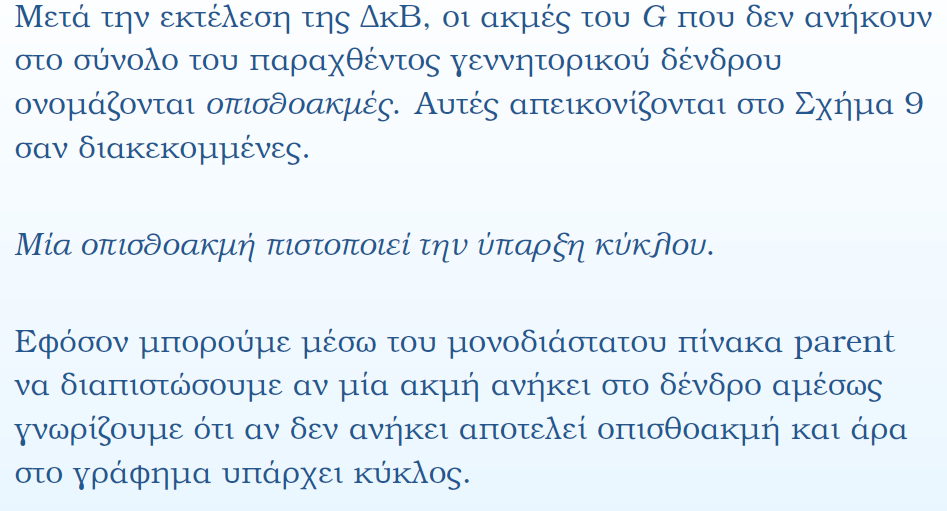 Μετά την εκτέλεση της ΔκΒ, οι ακμές του G που δεν ανήκουν
στο σύνολο του παραχθέντος γεννητορικού δένδρου
ονομάζονται οπισθοακμές. Αυτές απεικονίζονται στο Σχήμα 9
σαν διακεκομμένες.
Μία οπισθοακμή πιστοποιεί την ύπαρξη κύκλου.
Εφόσον μπορούμε μέσω του μονοδιάστατου πίνακα parent
να διαπιστώσουμε αν μία ακμή ανήκει στο δένδρο αμέσως
γνωρίζουμε ότι αν δεν ανήκει αποτελεί οπισθοακμή και άρα
στο γράφημα υπάρχει κύκλος.